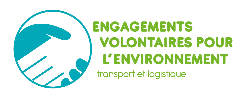 ENGAGEMENTS
VOLONTAIRES POUR
L'ENVIRONNEMENT
transport et logistique